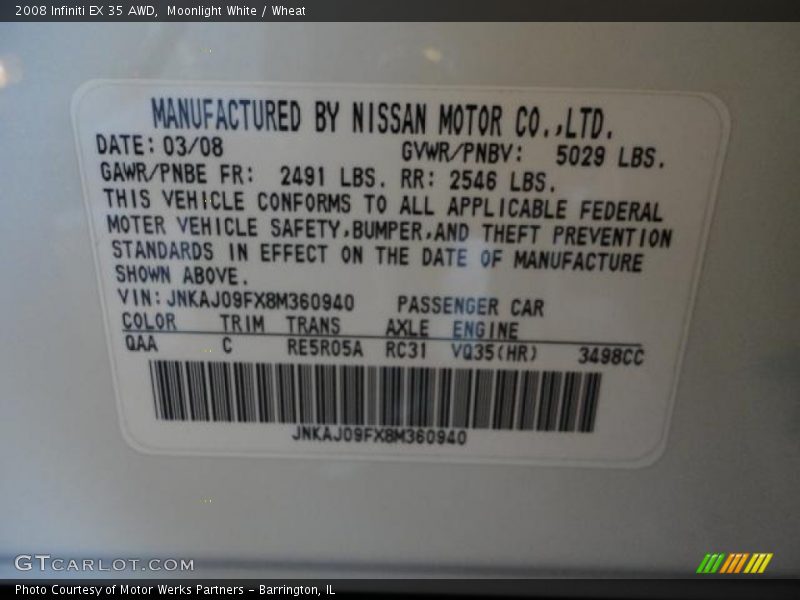 2008 Infiniti EX 35 AWD,  Moonlight White / Wheat
MANUFACTURED BY NISSAN MOTOR CO.,LTD.
DATE: 03/08 GVWR/PNBV: 5029 LBS.
GAWR/PNBE FR: 2491 LBS. RR: 2546 LBS.
THIS VEHICLE CONFORMS TO ALL APPLICABLE FEDERAL
MOTER VEHICLE SAFETY,BUMPER,AND THEFT PREVENTION
STANDARDS IN EFFECT ON THE DATE OF MANUFACTURE
SHOWN ABOVE.
VIN: JNKAJ09FX8M360940 PASSENGER CAR
COLOR TRIM TRANS AXLE ENGINE
QAA C RE5R05A RC31 VQ35(HR) 3498CC
JNKAJ09FX8M360940
GTCARLOT.COM
Photo Courtesy of Motor Werks Partners - Barrington, IL